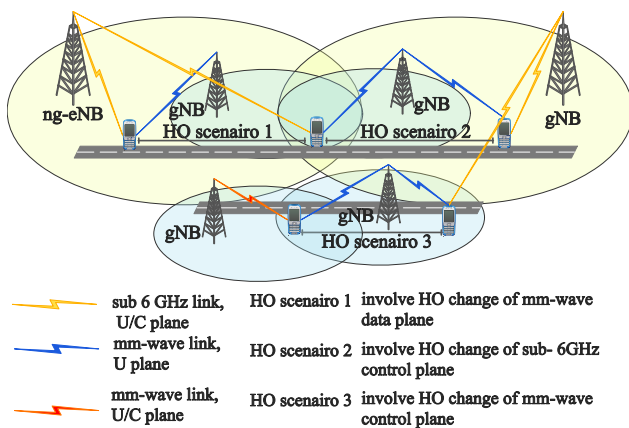 ng-eNB
gNB
gNB
gNB
HO scenairo 1
HO scenairo 2
gNB
gNB
HO scenairo 3
sub 6 GHz link,
U/C plane
HO scenairo 1
involve HO change of mm-wave
data plane
mm-wave link,
U plane
HO scenairo 2
involve HO change of sub- 6GHz
control plane
mm-wave link,
U/C plane
HO scenairo 3
involve HO change of mm-wave
control plane